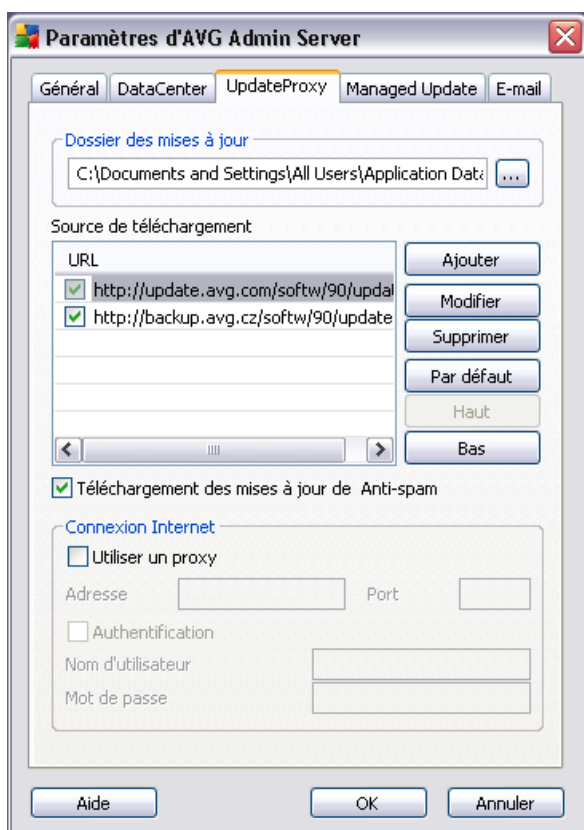 Paramètres d'AVG Admin Server
Général DataCenter UpdateProxy Managed Update E-mail
Dossier des mises à jour
C:\Documents and Settings\All Users\Application Data ...
Source de téléchargement
URL
http://update.avg.com/softw/90/updat
http://backup.avg.cz/softw/90/update
Ajouter
Modifier
Supprimer
Par défaut
Haut
Bas
Téléchargement des mises à jour de Anti-spam
Connexion Internet
Utiliser un proxy
Adresse Port
Authentification
Nom d'utilisateur
Mot de passe
Aide OK Annuler